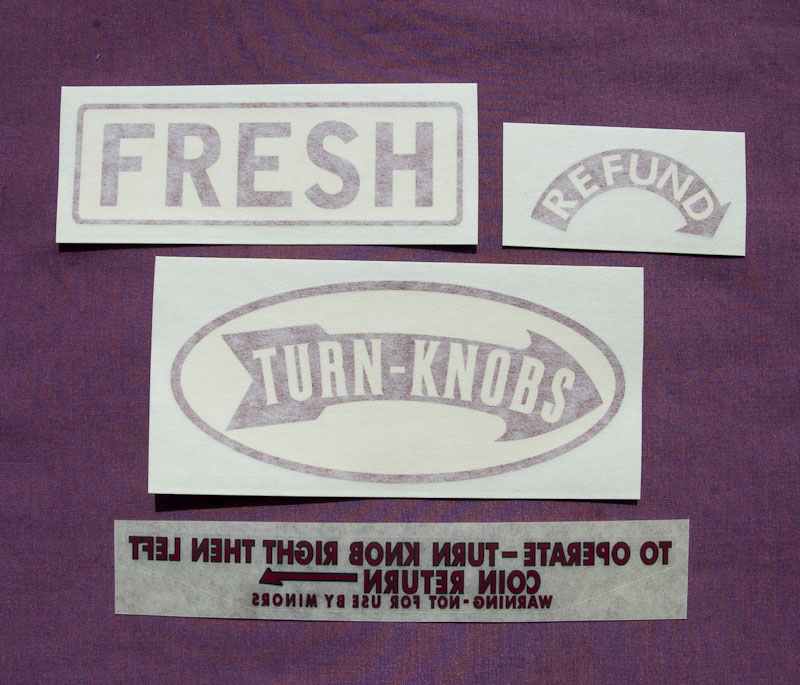 FRESH
REFUND
TURN-KNOBS
TO OPERATE-TURN KNOB RIGHT THEN LEFT
COIN RETURN
WARNING-NOT FOR USE BY MINORS